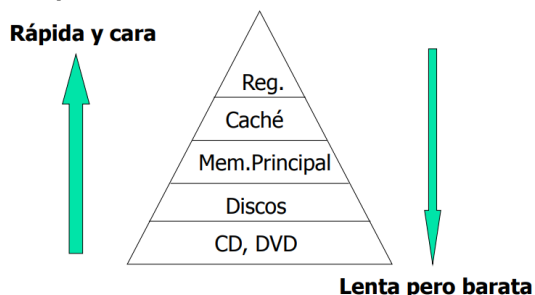 Rápida y cara
Reg.
Caché
Mem.Principal
Discos
CD, DVD
Lenta pero barata